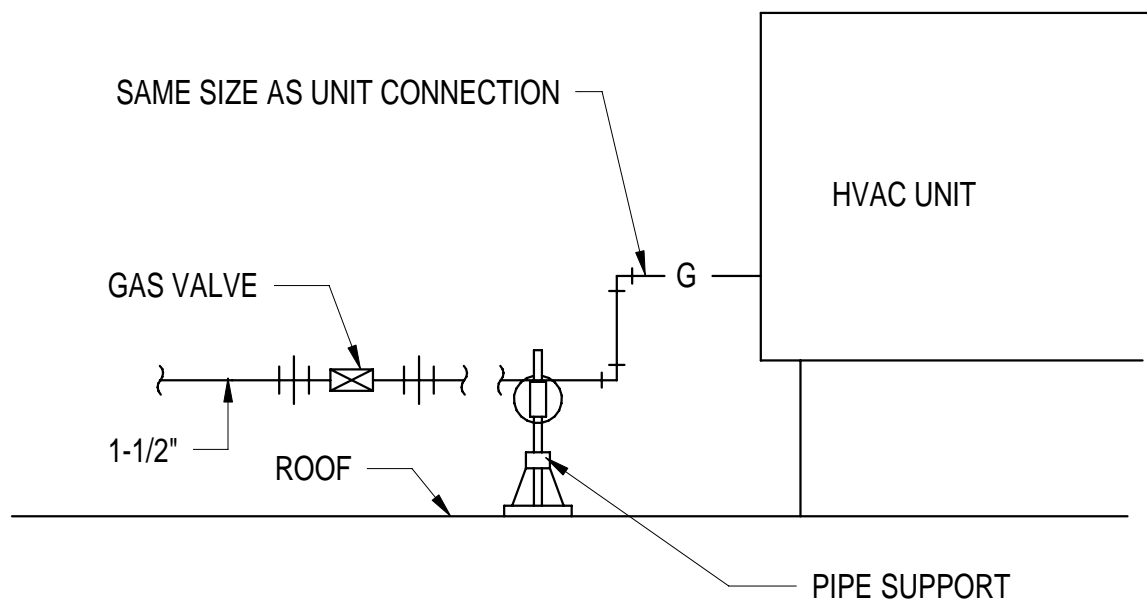 SAME SIZE AS UNIT CONNECTION
HVAC UNIT
G
GAS VALVE
1-1/2"
ROOF
PIPE SUPPORT